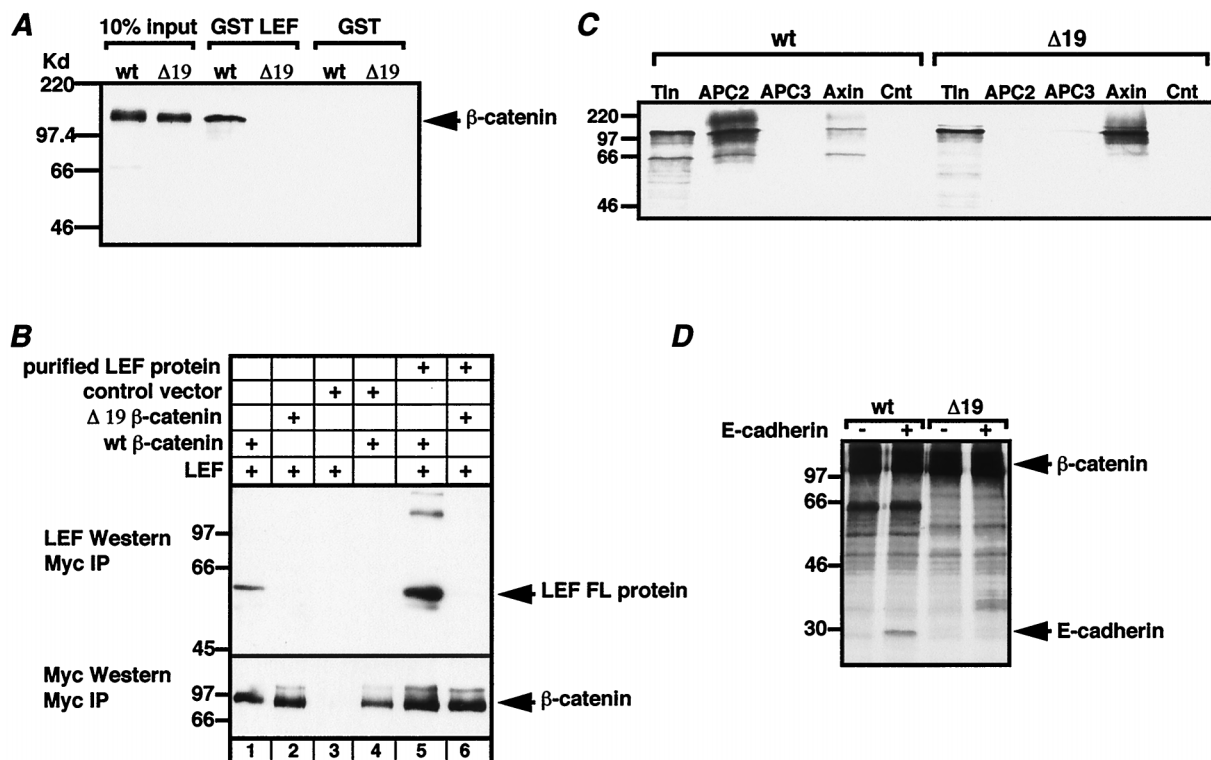 A
10% input GST LEF GST
Kd wt Δ19 wt Δ19 wt Δ19
220
97.4
66
46
β-catenin
C
wt Δ19
Tln APC2 APC3 Axin Cnt Tln APC2 APC3 Axin Cnt
220
97
66
46
B
purified LEF protein + +
control vector + +
Δ 19 β-catenin + +
wt β-catenin + + +
LEF + + + + +
LEF Western
Myc IP
97
66
45
LEF FL protein
Myc Western
Myc IP
97
66
β-catenin
1 2 3 4 5 6
D
wt Δ19
E-cadherin - + - +
97
66
46
30
β-catenin
E-cadherin